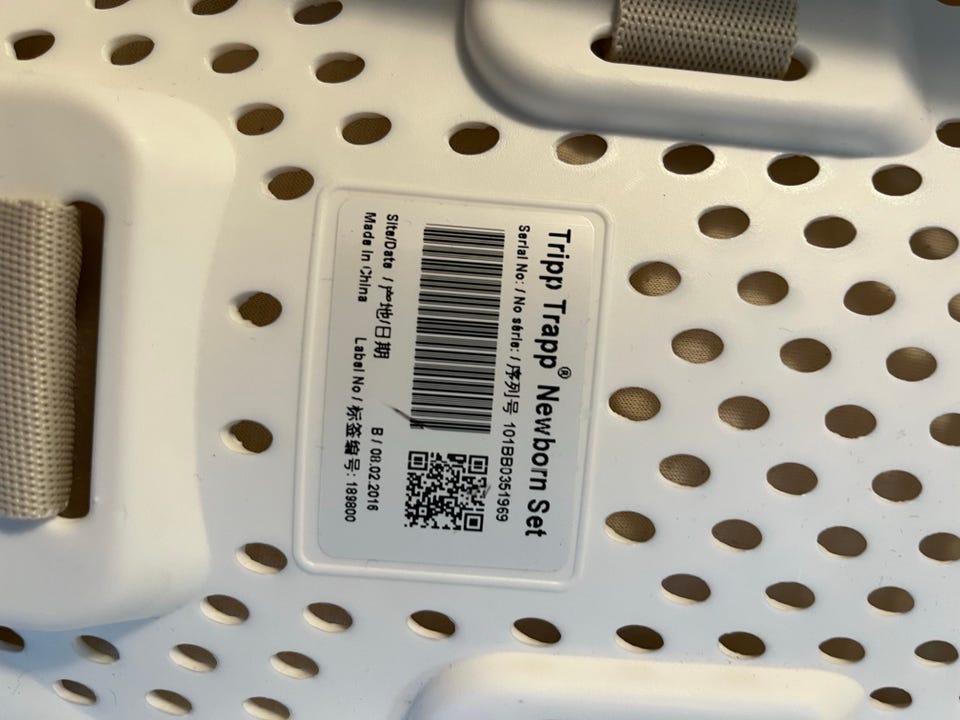 Tripp Trapp® Newborn Set
Serial No: / No série: / 序列号 101BB0351969
Site/Date / 产地/日期 B / 08.02.2016
Made in China Label No / 标签编号: 189800